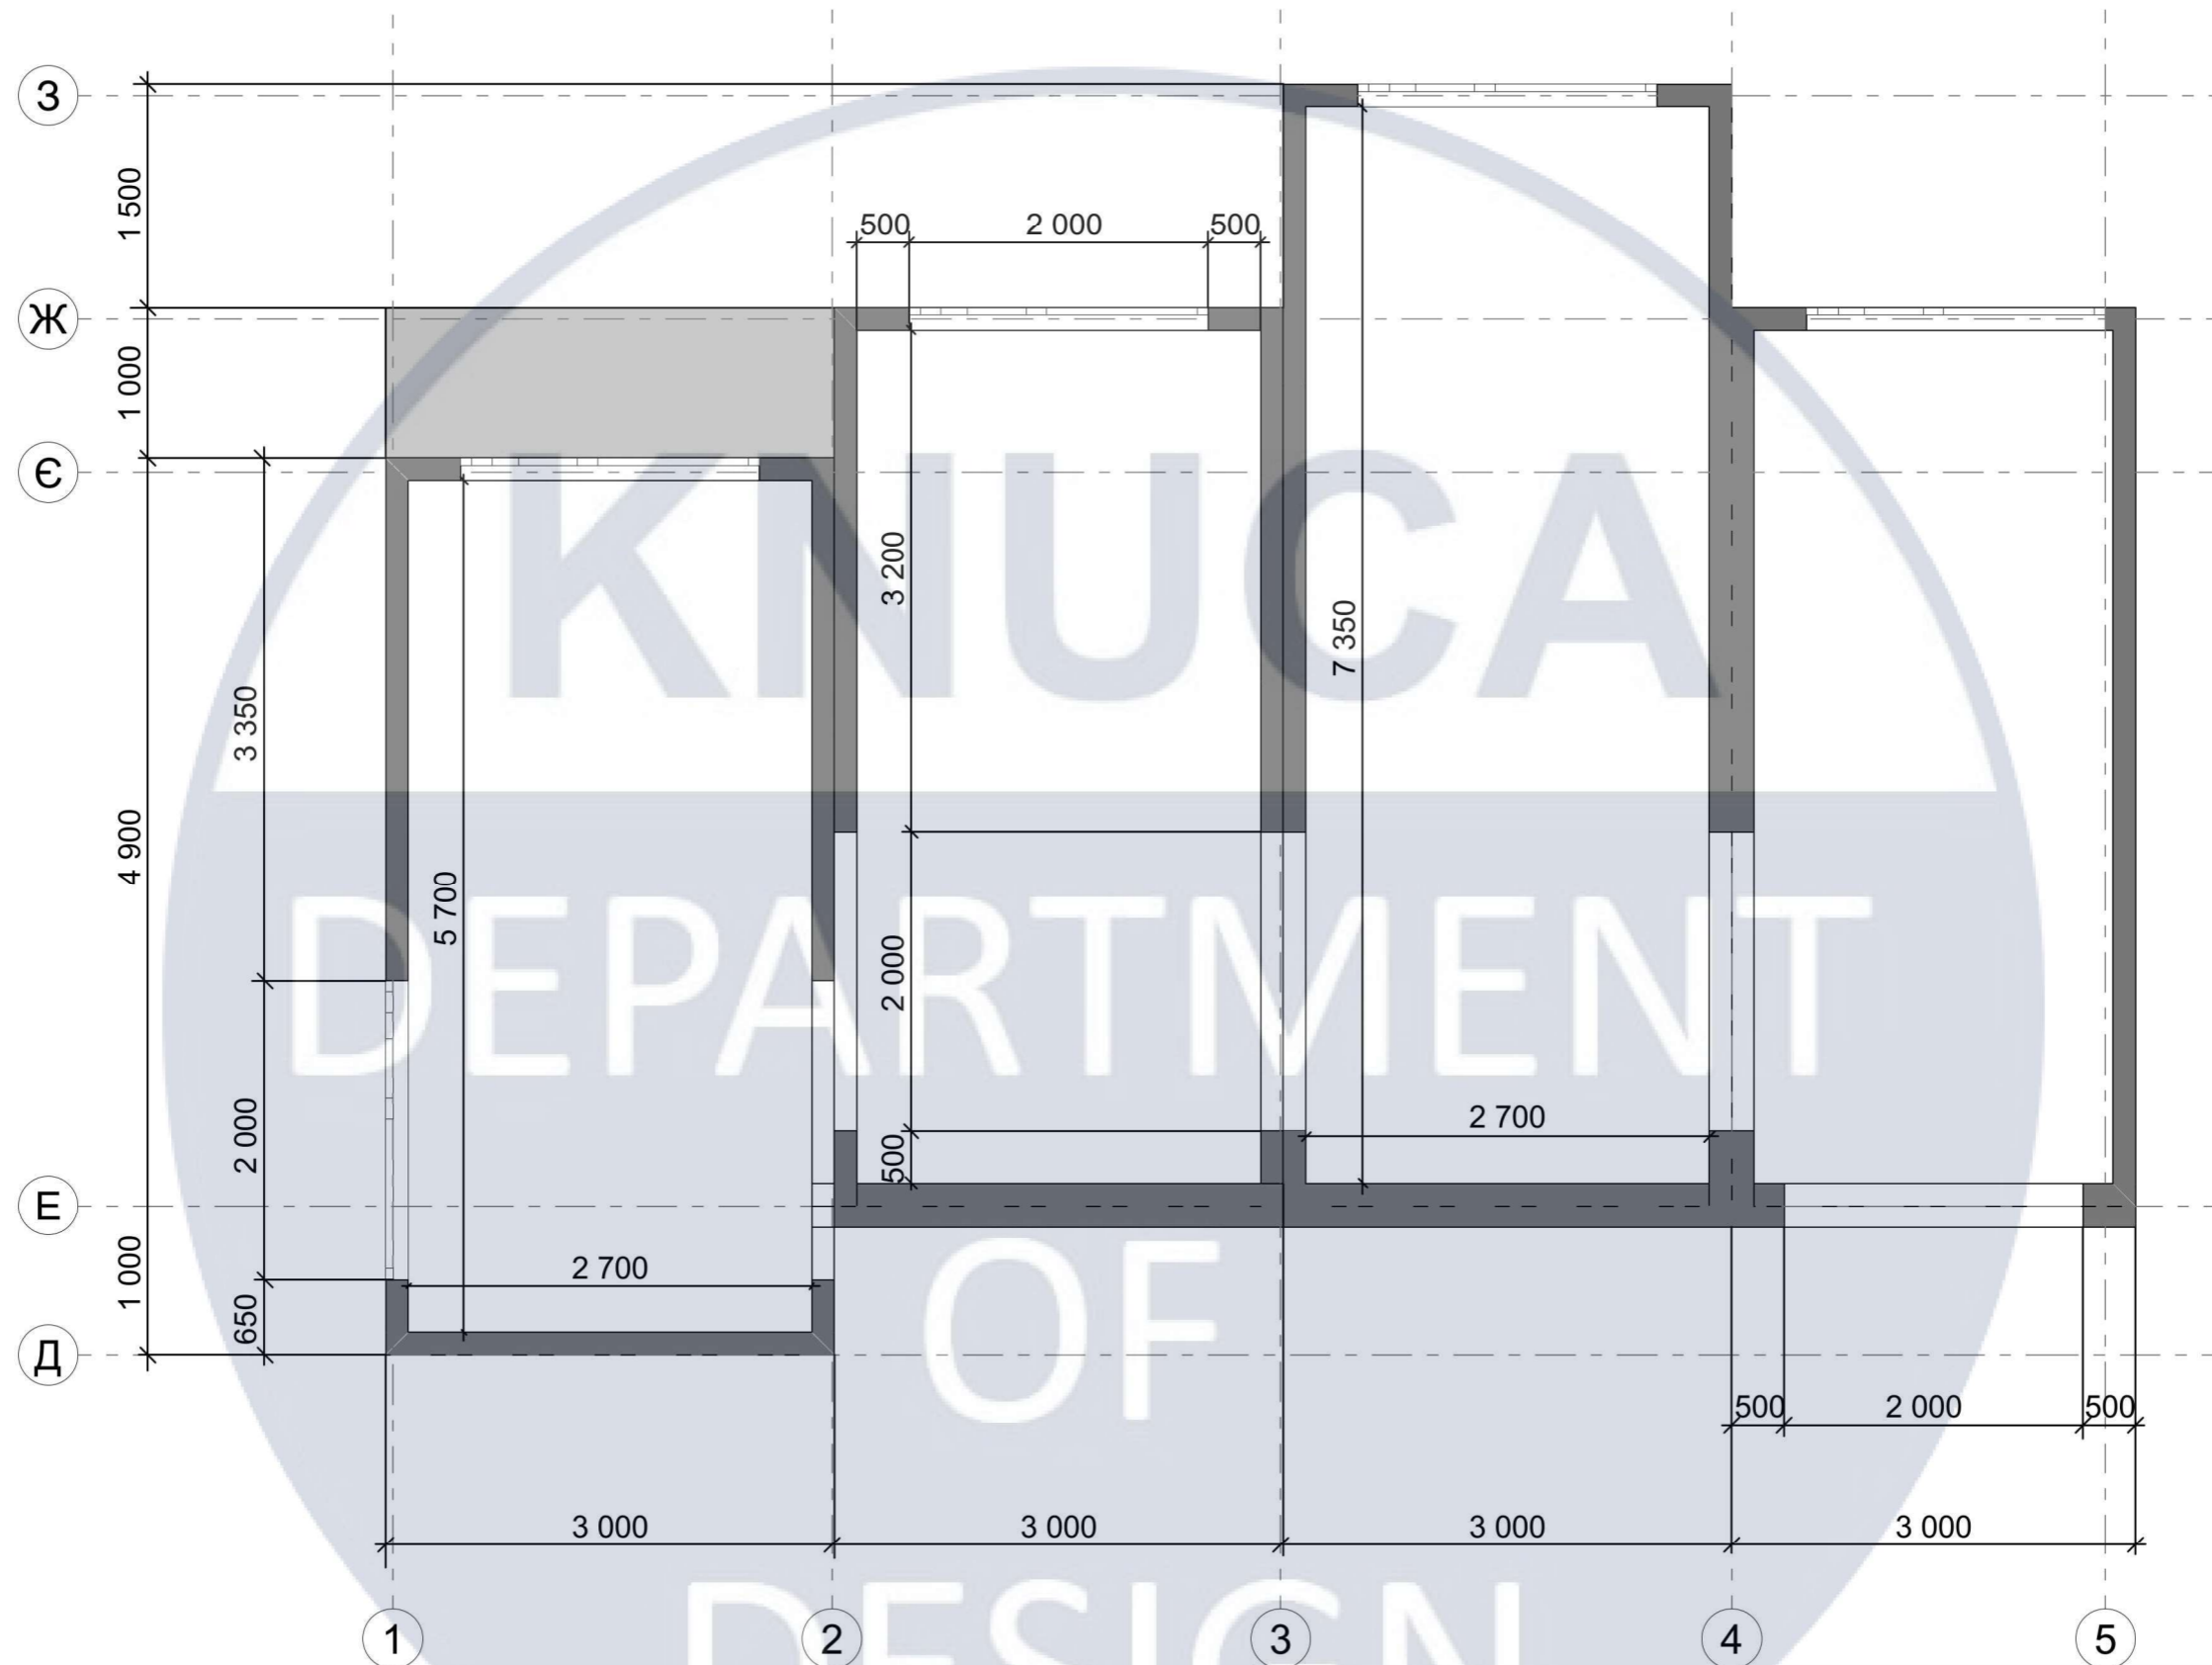 З
1 500
500 2 000 500
Ж
1 000
Є
KNUCA
3 200
7 350
3 350
4 900
5 700
DEPARTMENT
2 000
2 000
2 700
500
Е
OF
1 000
2 700
650
Д
500 2 000 500
3 000 3 000 3 000 3 000
DESIGN
1 2 3 4 5